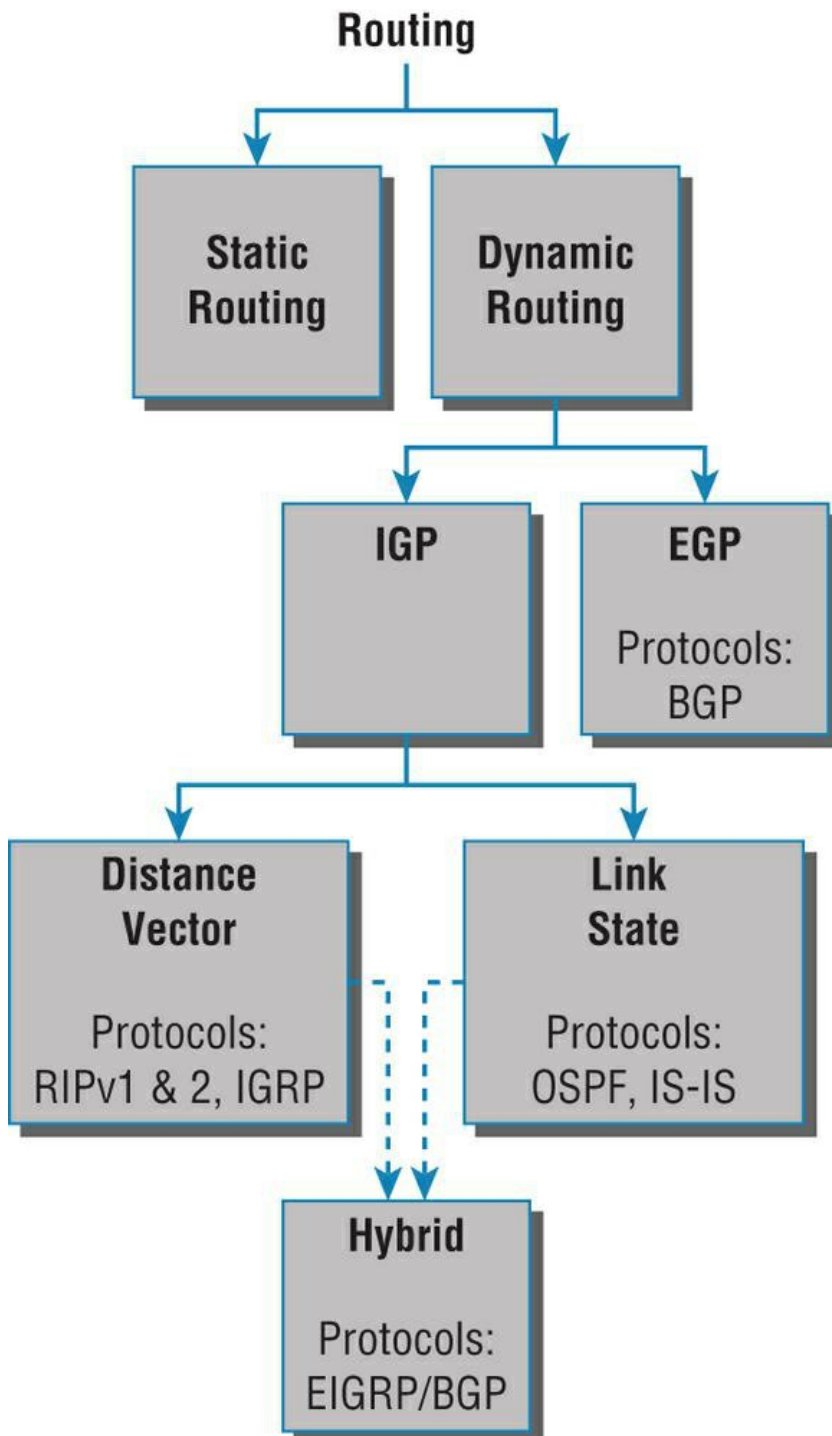 Routing
Static
Routing
Dynamic
Routing
IGP
EGP
Protocols:
BGP
Distance
Vector
Protocols:
RIPv1 & 2, IGRP
Link
State
Protocols:
OSPF, IS-IS
Hybrid
Protocols:
EIGRP/BGP